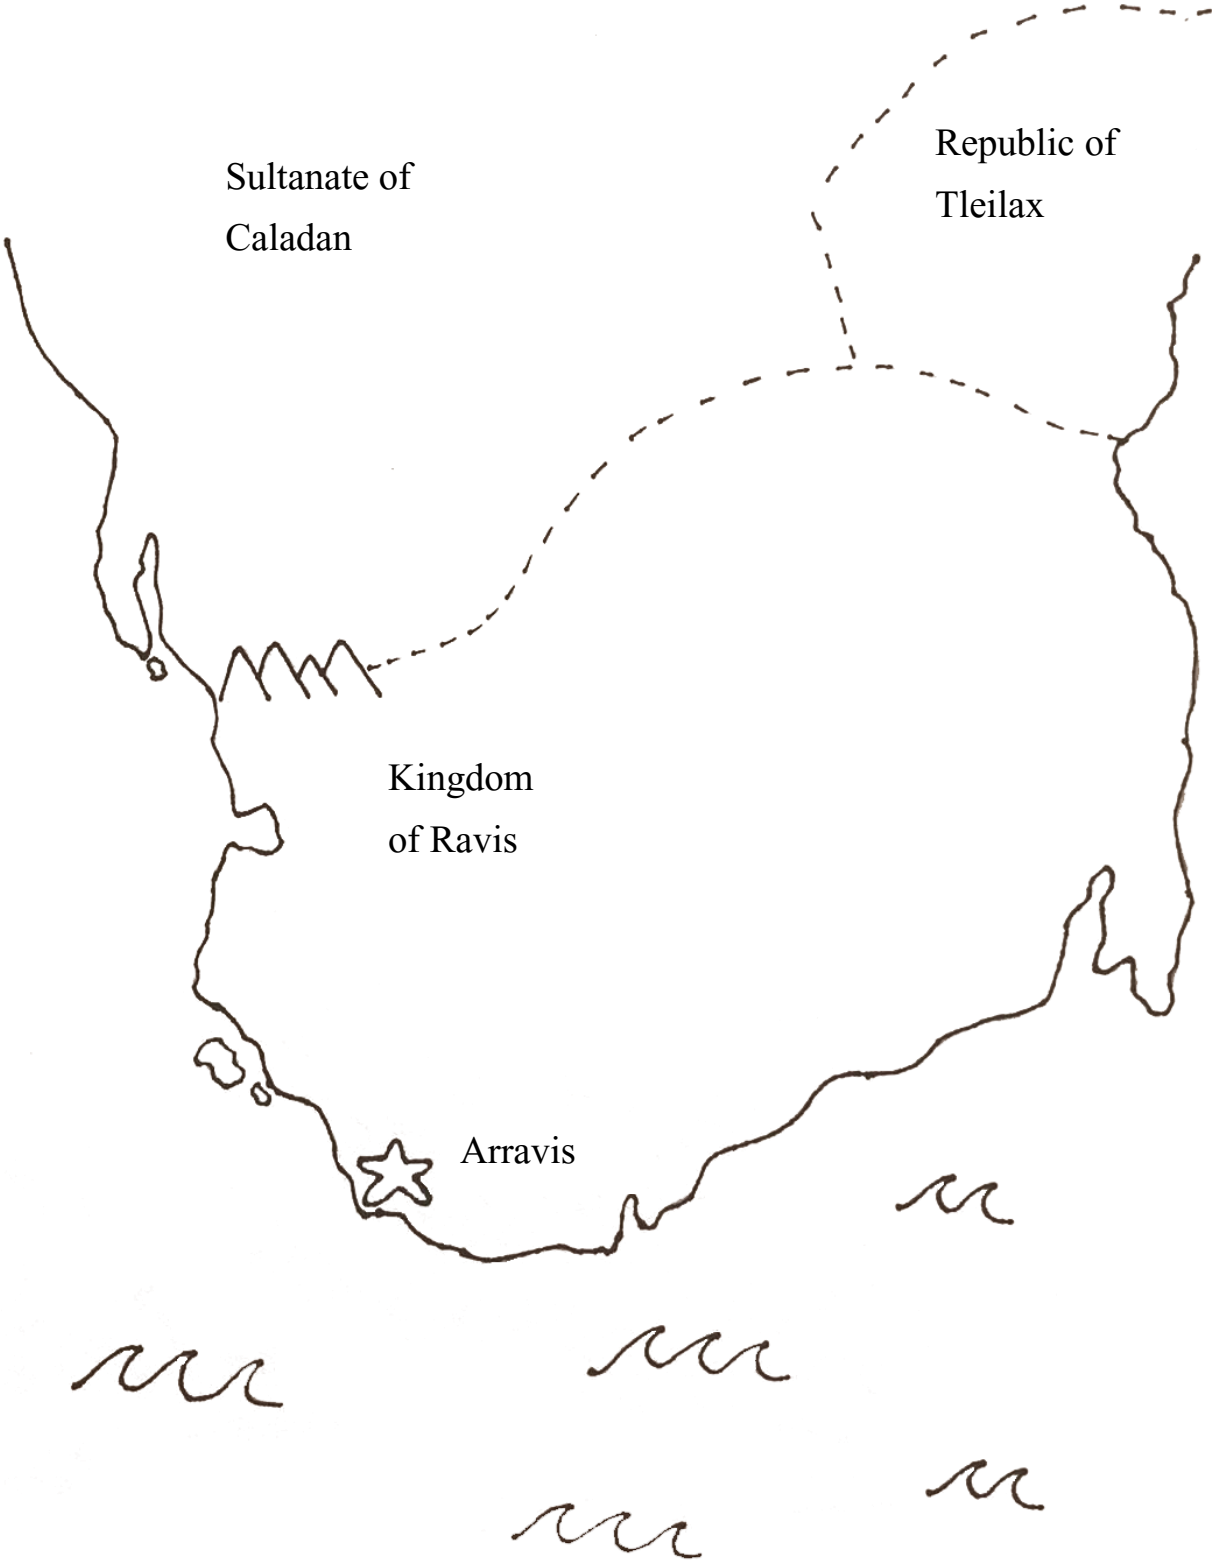 Republic of
Tleilax
Sultanate of
Caladan
Kingdom
of Ravis
Arravis